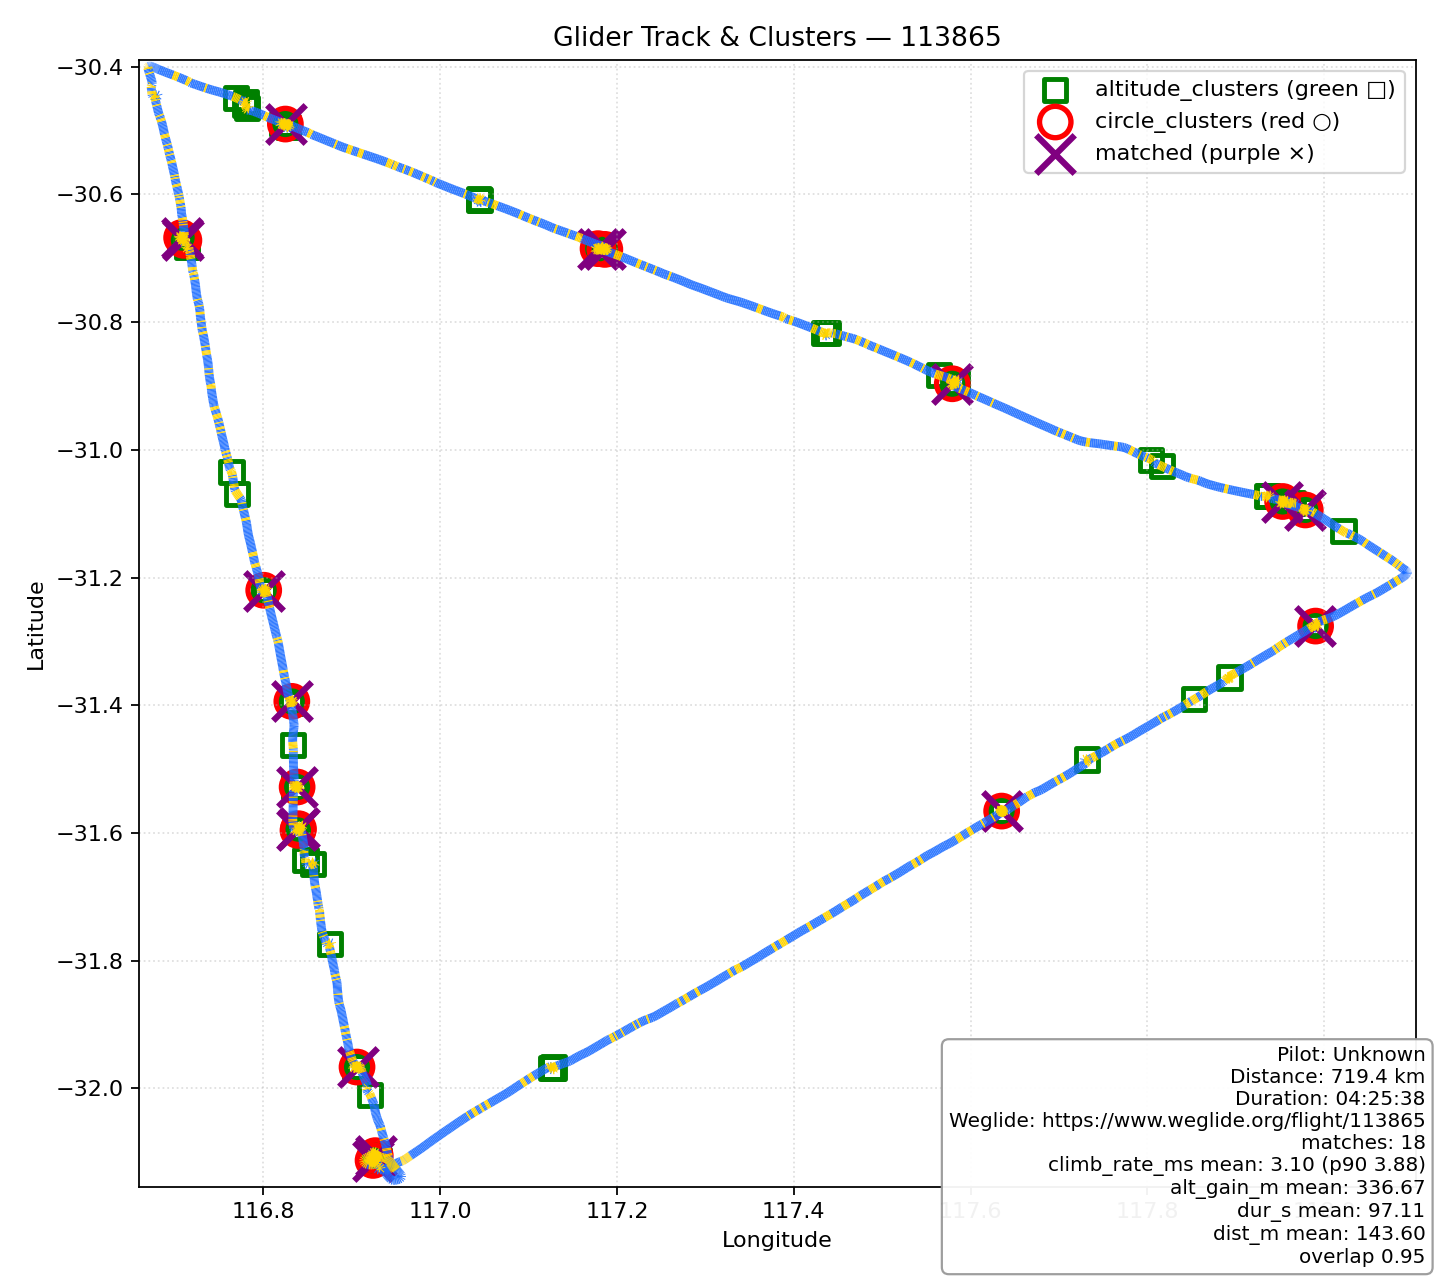 Glider Track & Clusters — 113865
altitude_clusters (green □)
circle_clusters (red ○)
matched (purple ×)
Latitude
−30.4
−30.6
−30.8
−31.0
−31.2
−31.4
−31.6
−31.8
−32.0
116.8
117.0
117.2
117.4
117.6
117.8
Longitude
Pilot: Unknown
Distance: 719.4 km
Duration: 04:25:38
Weglide: https://www.weglide.org/flight/113865
matches: 18
climb_rate_ms mean: 3.10 (p90 3.88)
alt_gain_m mean: 336.67
dur_s mean: 97.11
dist_m mean: 143.60
overlap 0.95